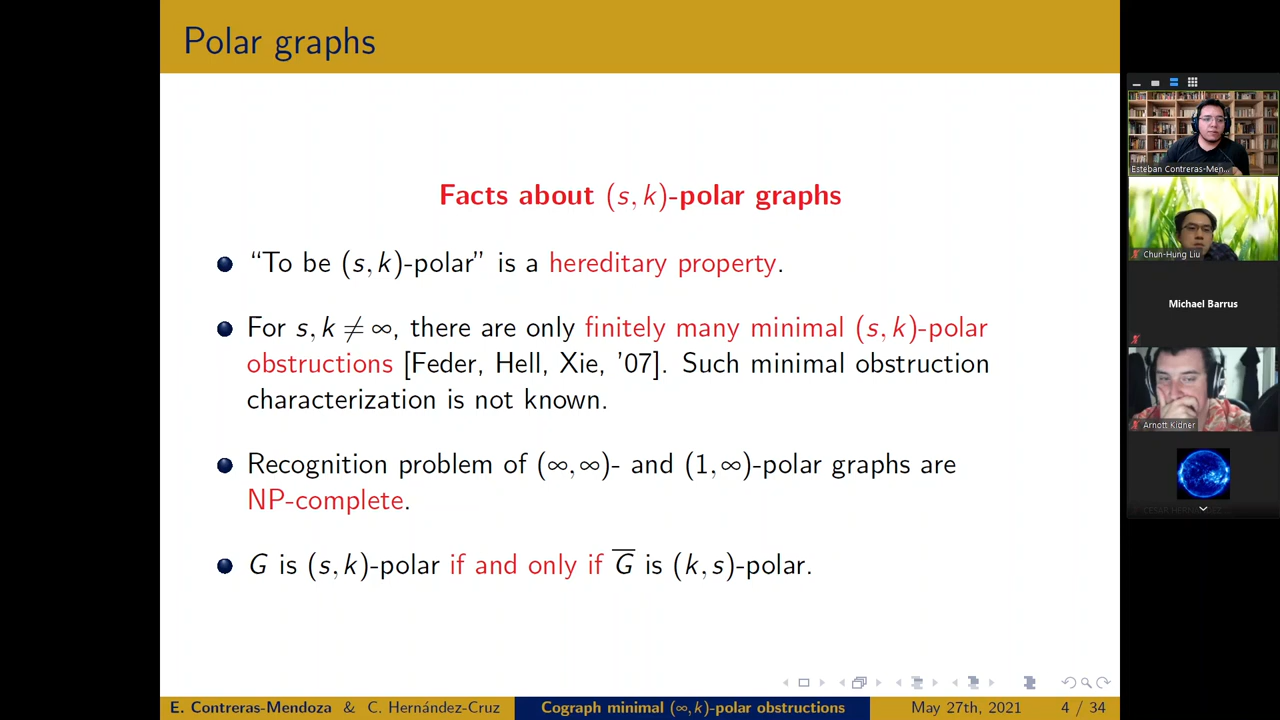 Polar graphs
Facts about (s, k)-polar graphs
“To be (s, k)-polar” is a hereditary property.
For s, k ≠ ∞, there are only finitely many minimal (s, k)-polar
obstructions [Feder, Hell, Xie, ’07]. Such minimal obstruction
characterization is not known.
Recognition problem of (∞, ∞)- and (1, ∞)-polar graphs are
NP-complete.
G is (s, k)-polar if and only if G̅ is (k, s)-polar.
E. Contreras-Mendoza & C. Hernández-Cruz
Cograph minimal (∞, k)-polar obstructions
May 27th, 2021
4 / 34
Esteban Contreras-Men...
Chun-Hung Liu
Michael Barrus
Arnott Kidner